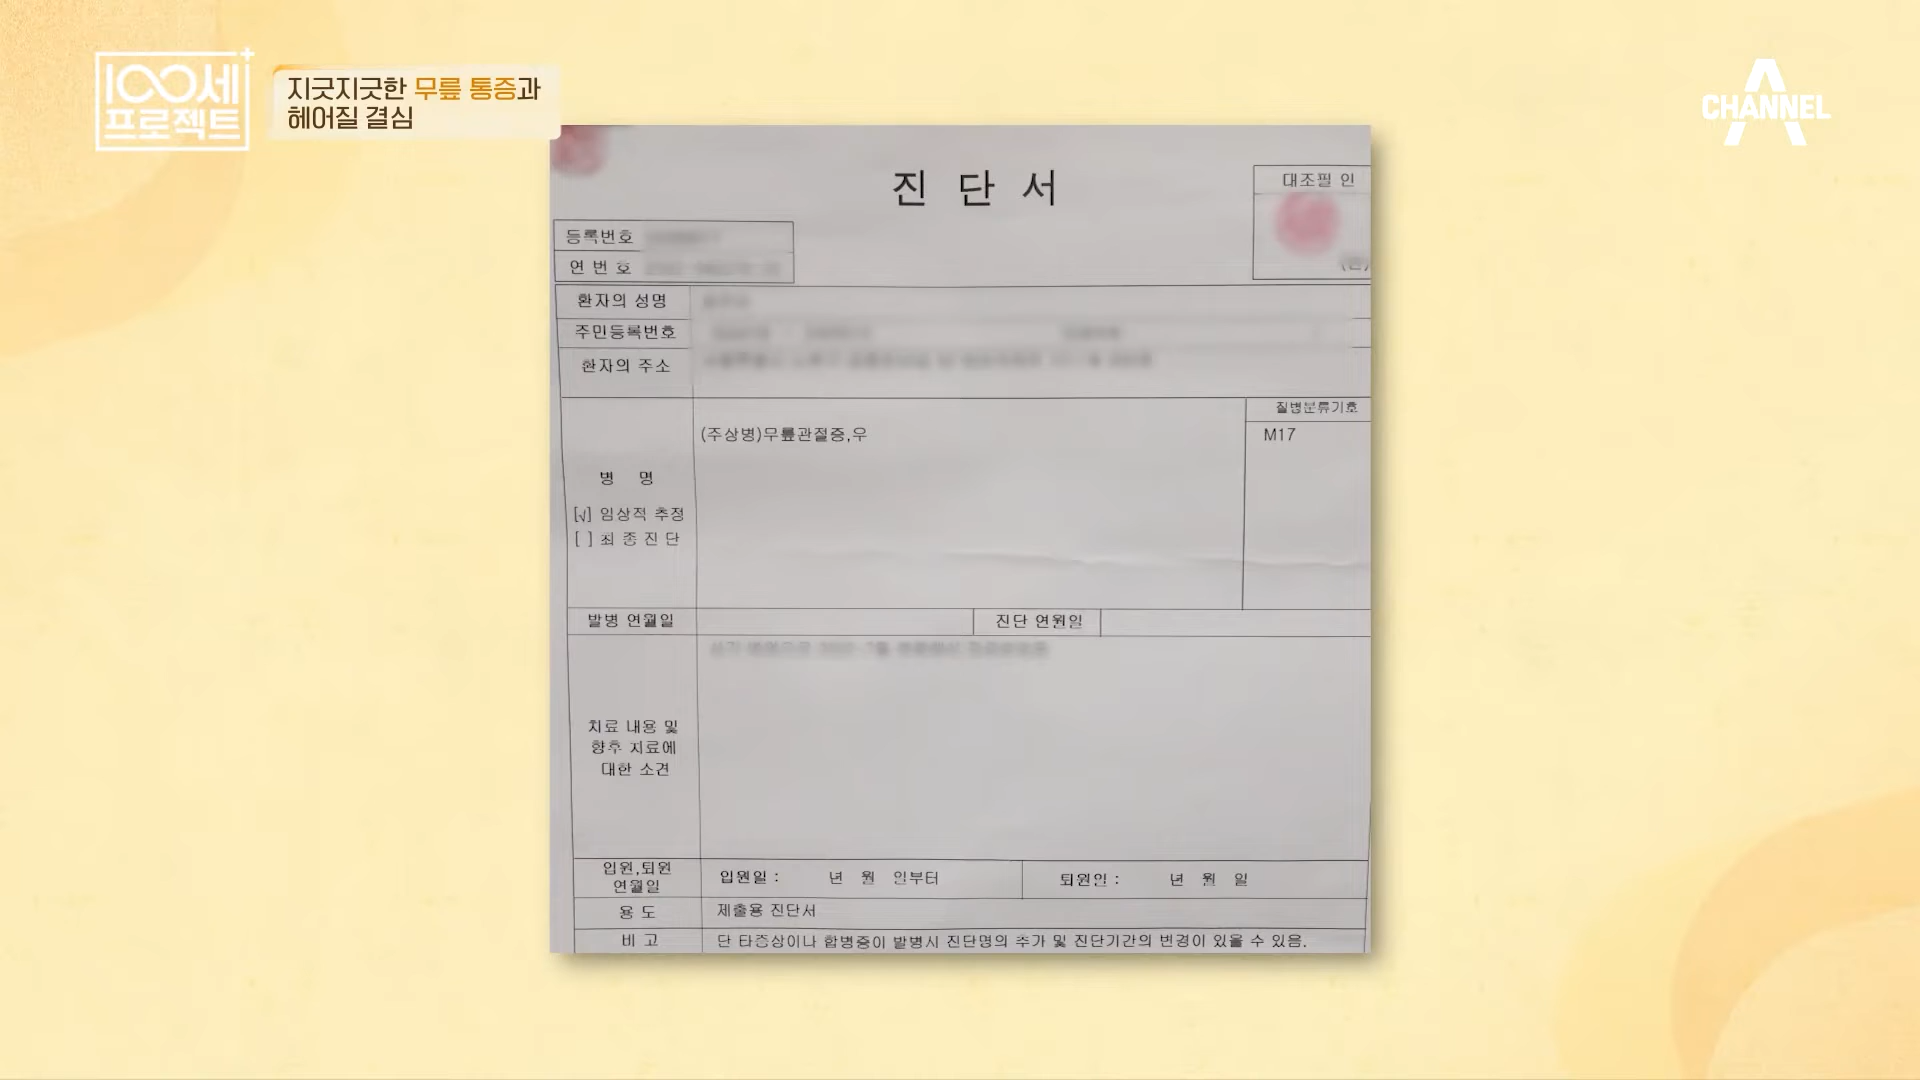 100세+
프로젝트
지긋지긋한 무릎 통증과
헤어질 결심
CHANNEL A
진 단 서
대조필 인
등록번호
연 번 호
(인)
환자의 성명
주민등록번호
환자의 주소
질병분류기호
(주상병)무릎관절증,우
M17
병 명
[√] 임상적 추정
[ ] 최 종 진 단
발병 연월일
진단 연월일
치료 내용 및
향후 치료에
대한 소견
입원,퇴원
연월일
입원일 : 년 월 일부터
퇴원일 : 년 월 일
용 도
제출용 진단서
비 고
단 타증상이나 합병증이 발병시 진단명의 추가 및 진단기간의 변경이 있을 수 있음.